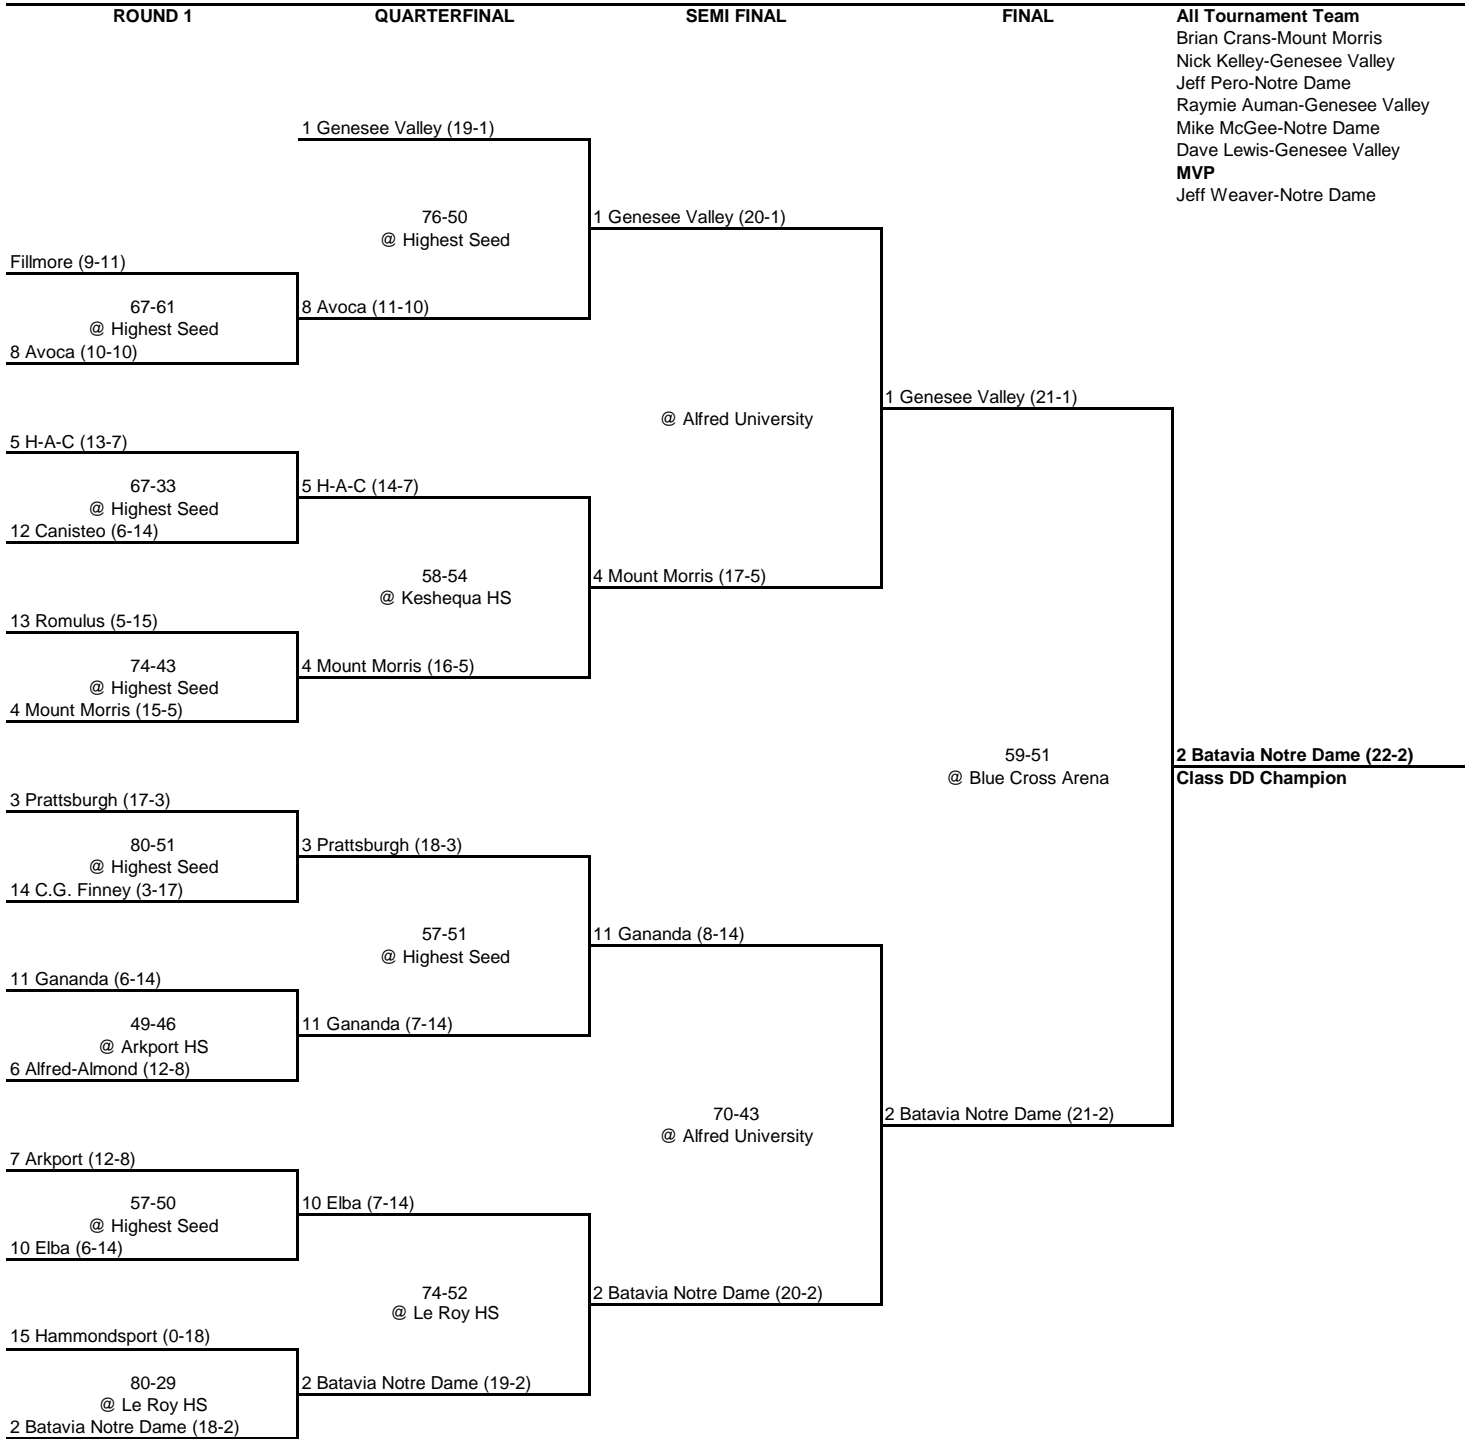 ROUND 1
QUARTERFINAL
SEMI FINAL
FINAL
All Tournament Team
Brian Crans-Mount Morris
Nick Kelley-Genesee Valley
Jeff Pero-Notre Dame
Raymie Auman-Genesee Valley
Mike McGee-Notre Dame
Dave Lewis-Genesee Valley
MVP
Jeff Weaver-Notre Dame
1 Genesee Valley (19-1)
76-50
@ Highest Seed
1 Genesee Valley (20-1)
Fillmore (9-11)
67-61
@ Highest Seed
8 Avoca (10-10)
8 Avoca (11-10)
@ Alfred University
1 Genesee Valley (21-1)
5 H-A-C (13-7)
67-33
@ Highest Seed
12 Canisteo (6-14)
5 H-A-C (14-7)
58-54
@ Keshequa HS
4 Mount Morris (17-5)
13 Romulus (5-15)
74-43
@ Highest Seed
4 Mount Morris (15-5)
4 Mount Morris (16-5)
59-51
@ Blue Cross Arena
2 Batavia Notre Dame (22-2)
Class DD Champion
3 Prattsburgh (17-3)
80-51
@ Highest Seed
14 C.G. Finney (3-17)
3 Prattsburgh (18-3)
57-51
@ Highest Seed
11 Gananda (8-14)
11 Gananda (6-14)
49-46
@ Arkport HS
6 Alfred-Almond (12-8)
11 Gananda (7-14)
70-43
@ Alfred University
2 Batavia Notre Dame (21-2)
7 Arkport (12-8)
57-50
@ Highest Seed
10 Elba (6-14)
10 Elba (7-14)
74-52
@ Le Roy HS
2 Batavia Notre Dame (20-2)
15 Hammondsport (0-18)
80-29
@ Le Roy HS
2 Batavia Notre Dame (18-2)
2 Batavia Notre Dame (19-2)